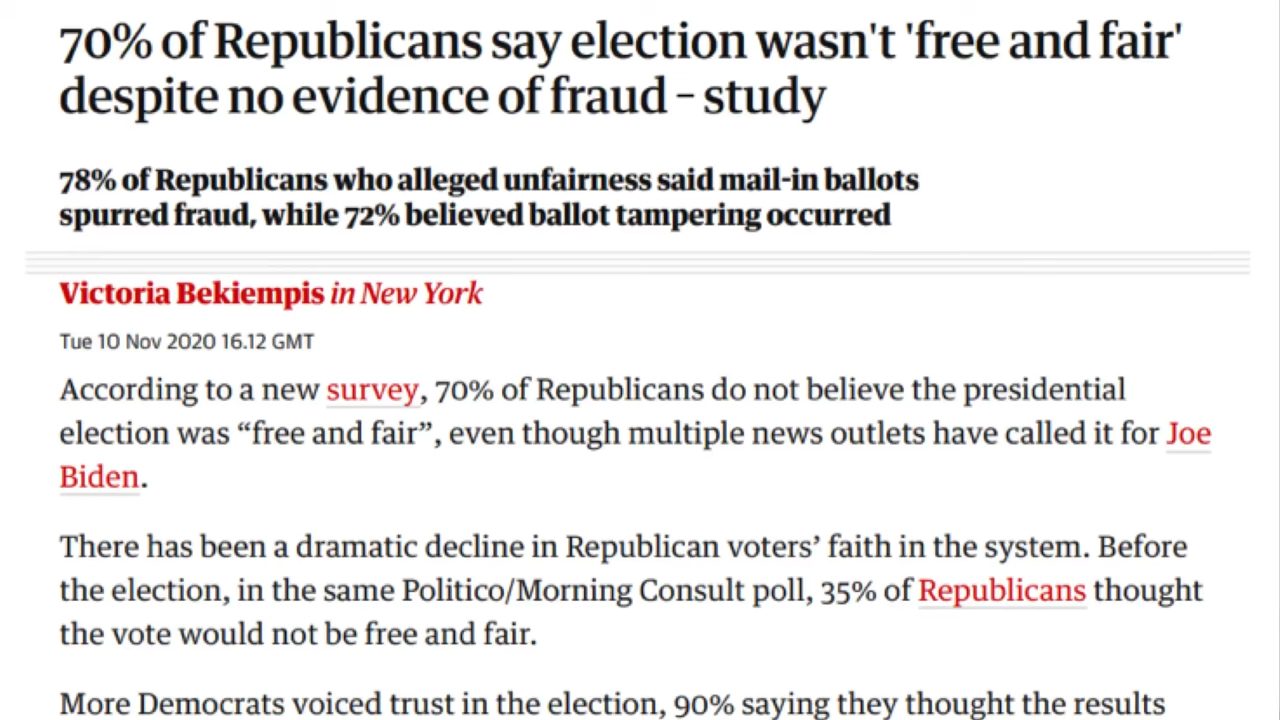 70% of Republicans say election wasn't 'free and fair'
despite no evidence of fraud – study
78% of Republicans who alleged unfairness said mail-in ballots
spurred fraud, while 72% believed ballot tampering occurred
Victoria Bekiempis in New York
Tue 10 Nov 2020 16.12 GMT
According to a new survey, 70% of Republicans do not believe the presidential
election was “free and fair”, even though multiple news outlets have called it for Joe
Biden.
There has been a dramatic decline in Republican voters’ faith in the system. Before
the election, in the same Politico/Morning Consult poll, 35% of Republicans thought
the vote would not be free and fair.
More Democrats voiced trust in the election, 90% saying they thought the results